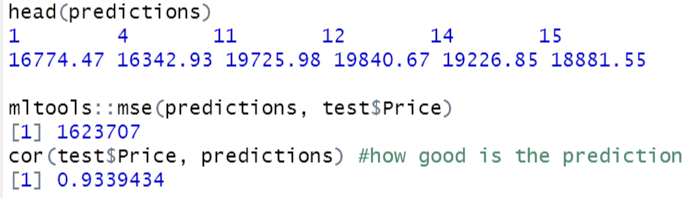 head(predictions)
1 4 11 12 14 15
16774.47 16342.93 19725.98 19840.67 19226.85 18881.55
mltools::mse(predictions, test$Price)
[1] 1623707
cor(test$Price, predictions) #how good is the prediction
[1] 0.9339434